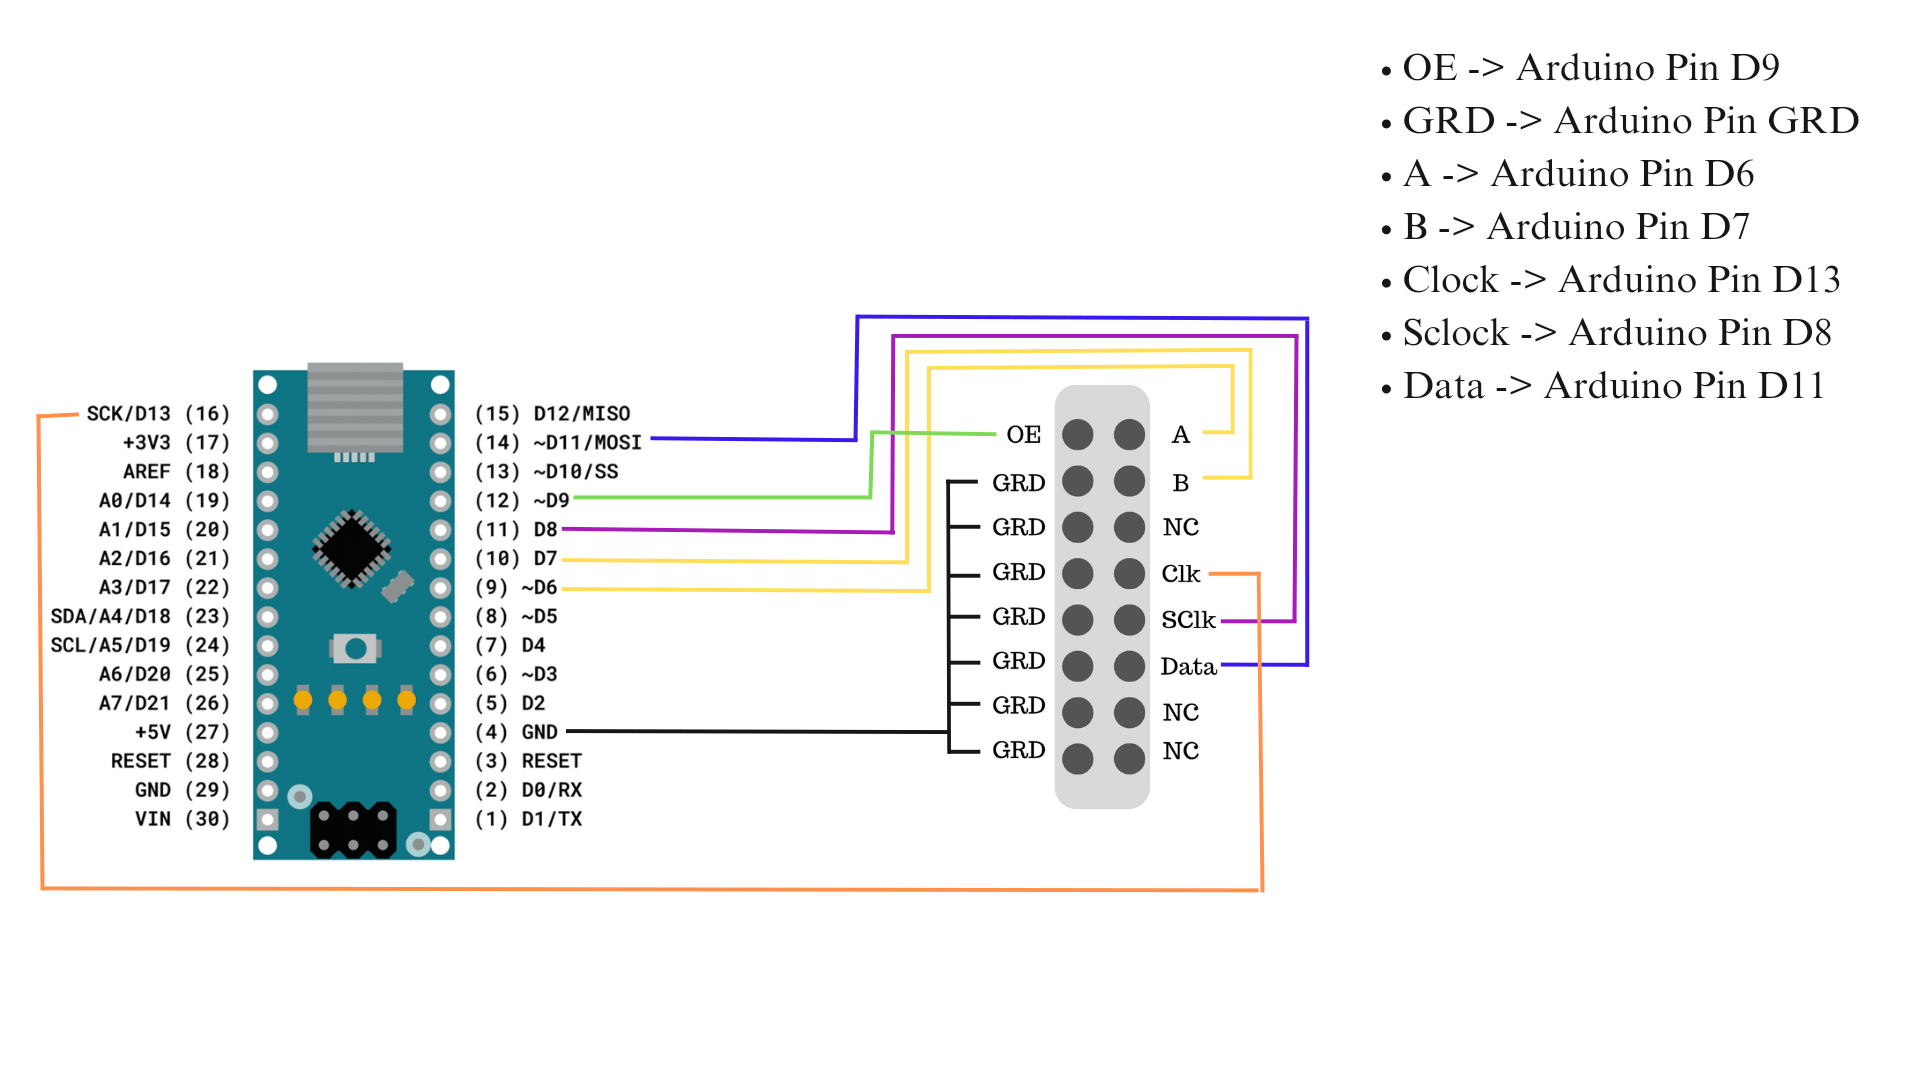 • OE -> Arduino Pin D9
• GRD -> Arduino Pin GRD
• A -> Arduino Pin D6
• B -> Arduino Pin D7
• Clock -> Arduino Pin D13
• Sclock -> Arduino Pin D8
• Data -> Arduino Pin D11
SCK/D13 (16)
+3V3 (17)
AREF (18)
A0/D14 (19)
A1/D15 (20)
A2/D16 (21)
A3/D17 (22)
SDA/A4/D18 (23)
SCL/A5/D19 (24)
A6/D20 (25)
A7/D21 (26)
+5V (27)
RESET (28)
GND (29)
VIN (30)
(15) D12/MISO
(14) ~D11/MOSI
(13) ~D10/SS
(12) ~D9
(11) D8
(10) D7
(9) ~D6
(8) ~D5
(7) D4
(6) ~D3
(5) D2
(4) GND
(3) RESET
(2) D0/RX
(1) D1/TX
OE
GRD
GRD
GRD
GRD
GRD
GRD
GRD
A
B
NC
Clk
SClk
Data
NC
NC